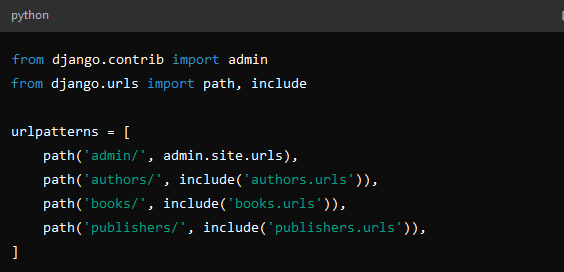 python
from django.contrib import admin
from django.urls import path, include
urlpatterns = [
    path('admin/', admin.site.urls),
    path('authors/', include('authors.urls')),
    path('books/', include('books.urls')),
    path('publishers/', include('publishers.urls')),
]